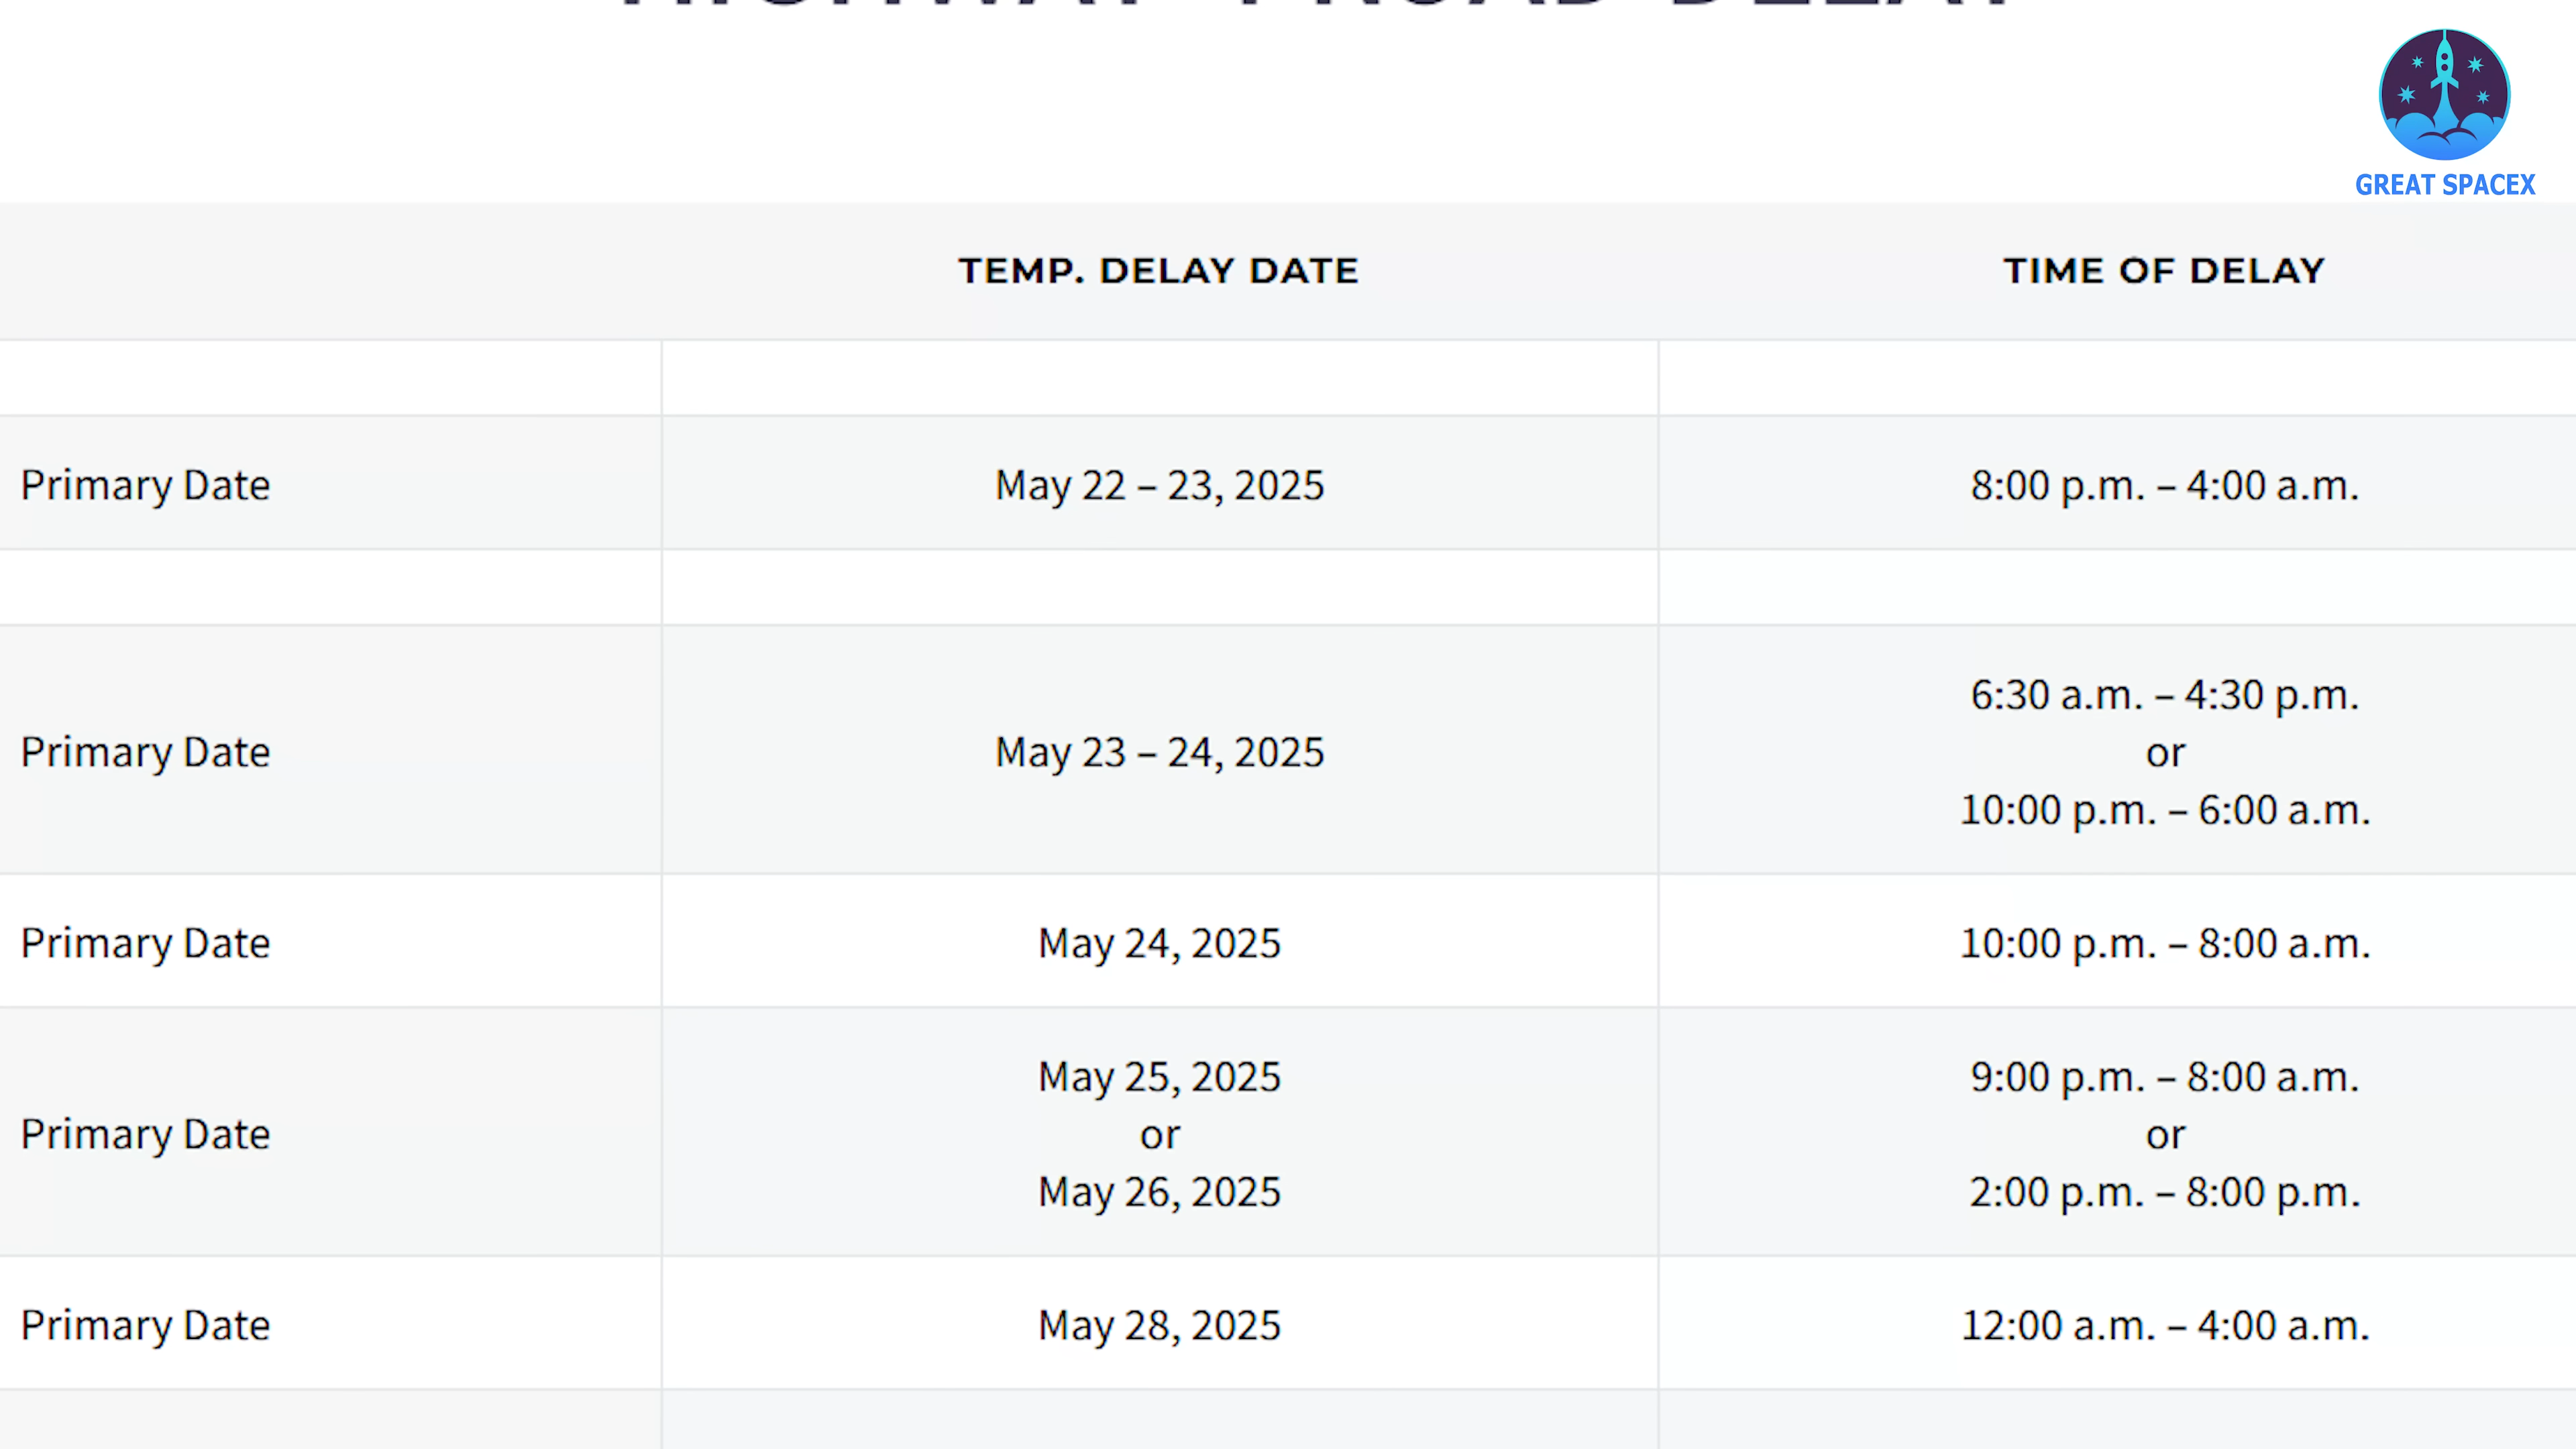 GREAT SPACEX
TEMP. DELAY DATE TIME OF DELAY
Primary Date May 22 – 23, 2025 8:00 p.m. – 4:00 a.m.
Primary Date May 23 – 24, 2025 6:30 a.m. – 4:30 p.m.
or
10:00 p.m. – 6:00 a.m.
Primary Date May 24, 2025 10:00 p.m. – 8:00 a.m.
Primary Date May 25, 2025 9:00 p.m. – 8:00 a.m.
or or
May 26, 2025 2:00 p.m. – 8:00 p.m.
Primary Date May 28, 2025 12:00 a.m. – 4:00 a.m.